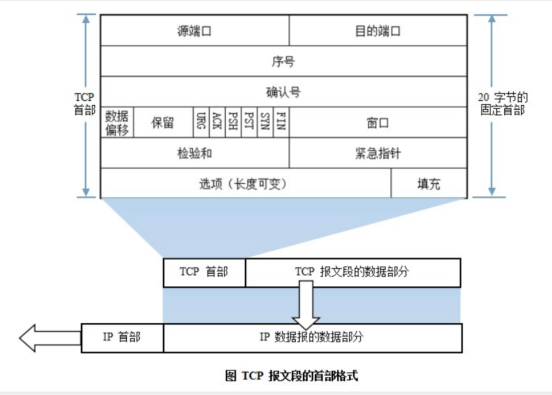 源端口 目的端口
序号
确认号
TCP
首部
20 字节的
固定首部
数据
偏移
保留
URG
ACK
PSH
PST
SYN
FIN
窗口
检验和 紧急指针
选项（长度可变） 填充
TCP 首部 TCP 报文段的数据部分
IP 首部 IP 数据报的数据部分
图 TCP 报文段的首部格式